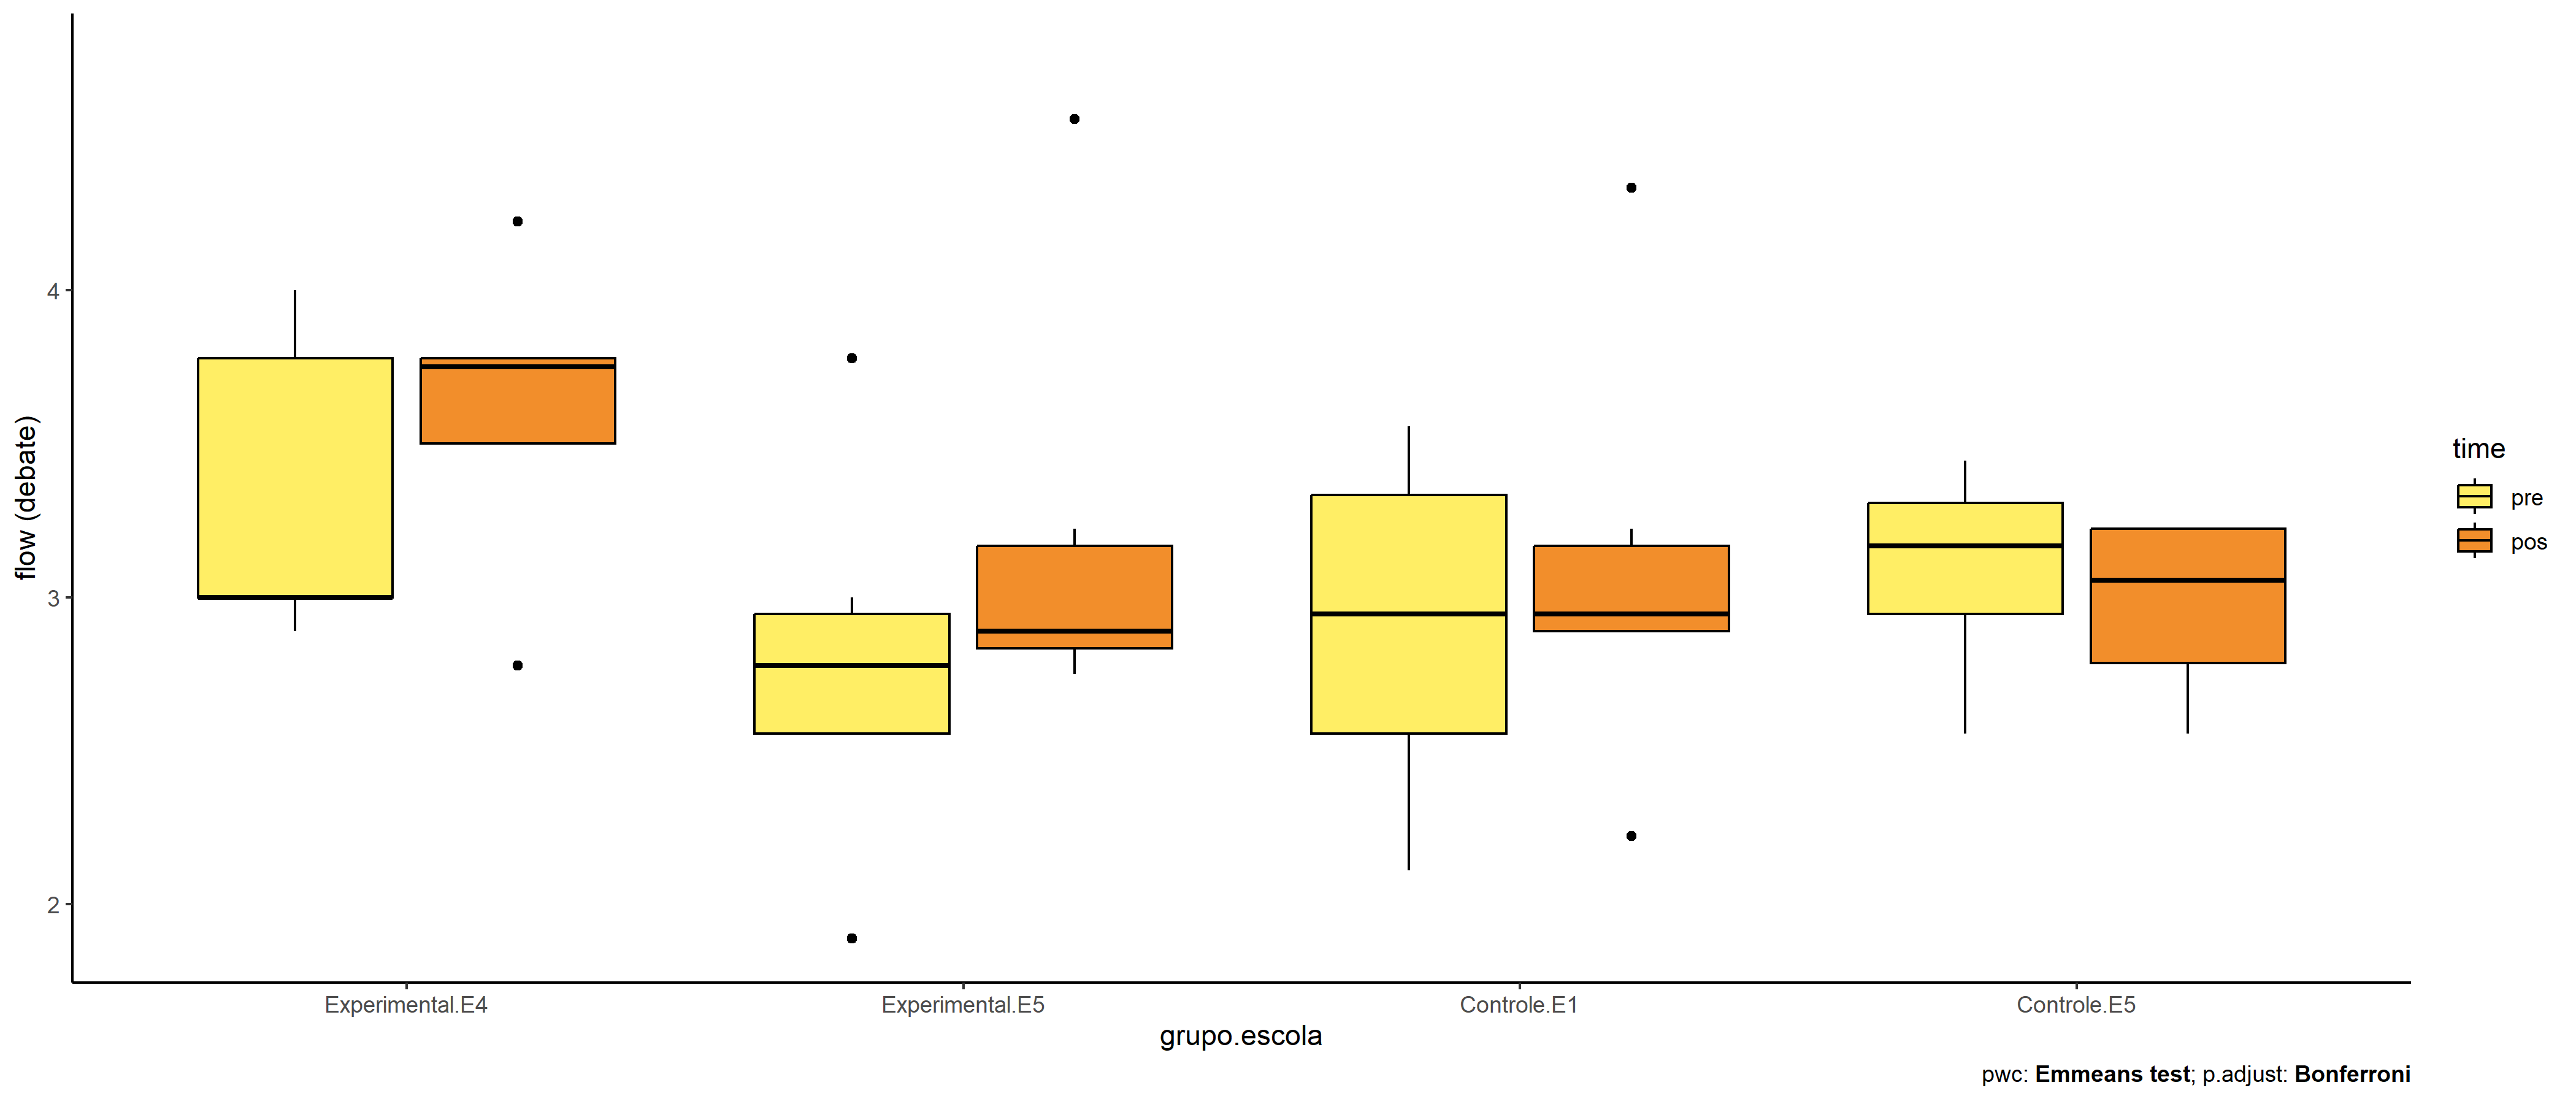 flow (debate)
4
3
2
Experimental.E4
Experimental.E5
Controle.E1
Controle.E5
grupo.escola
time
pre
pos
pwc: Emmeans test; p.adjust: Bonferroni